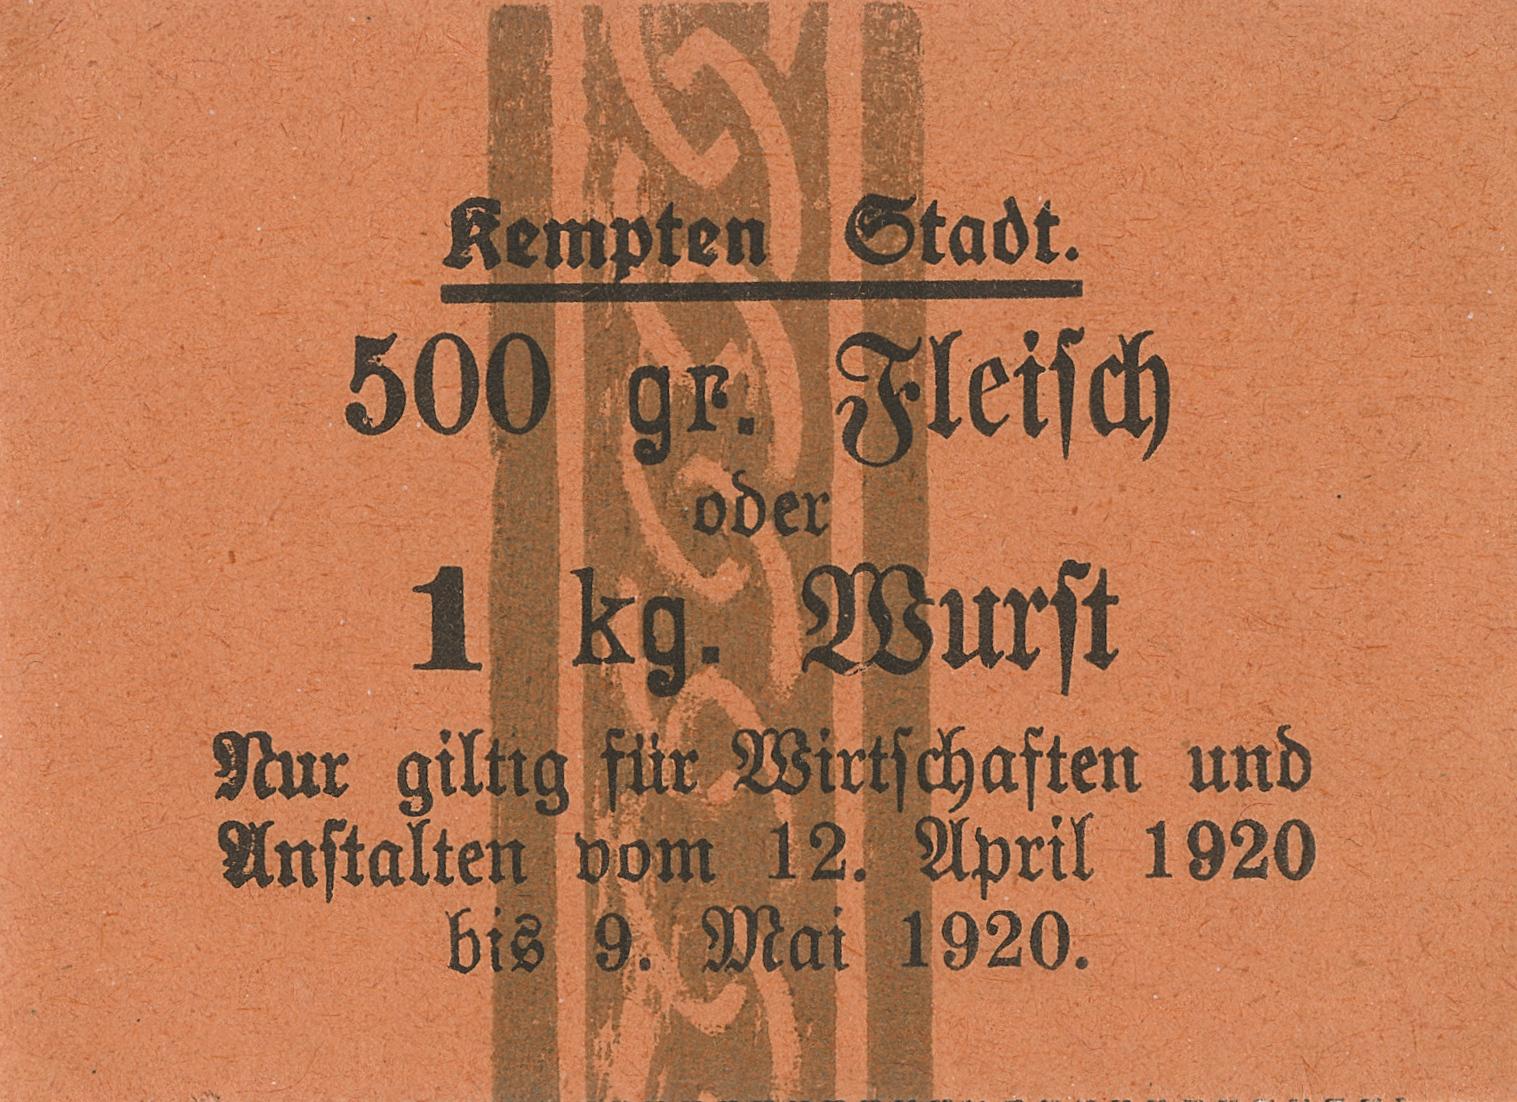 Kempten Stadt.
500 gr. Fleisch
oder
1 kg. Wurst
Nur giltig für Wirtschaften und
Anstalten vom 12. April 1920
bis 9. Mai 1920.